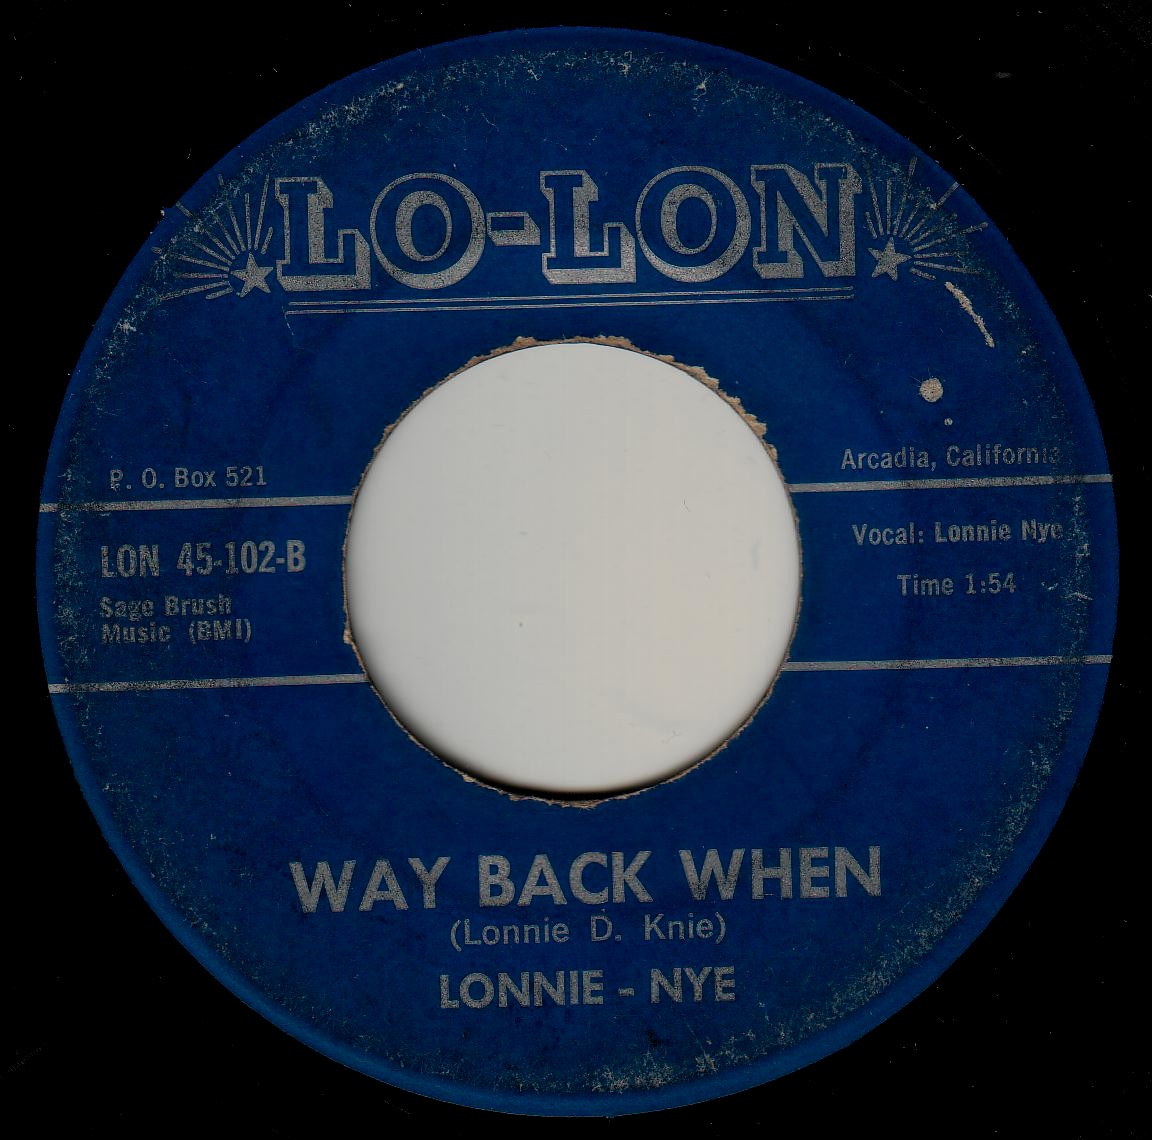 LO-LON
P. O. Box 521
Arcadia, California
LON 45-102-B
Sage Brush
Music (BMI)
Vocal: Lonnie Nye
Time 1:54
WAY BACK WHEN
(Lonnie D. Knie)
LONNIE - NYE